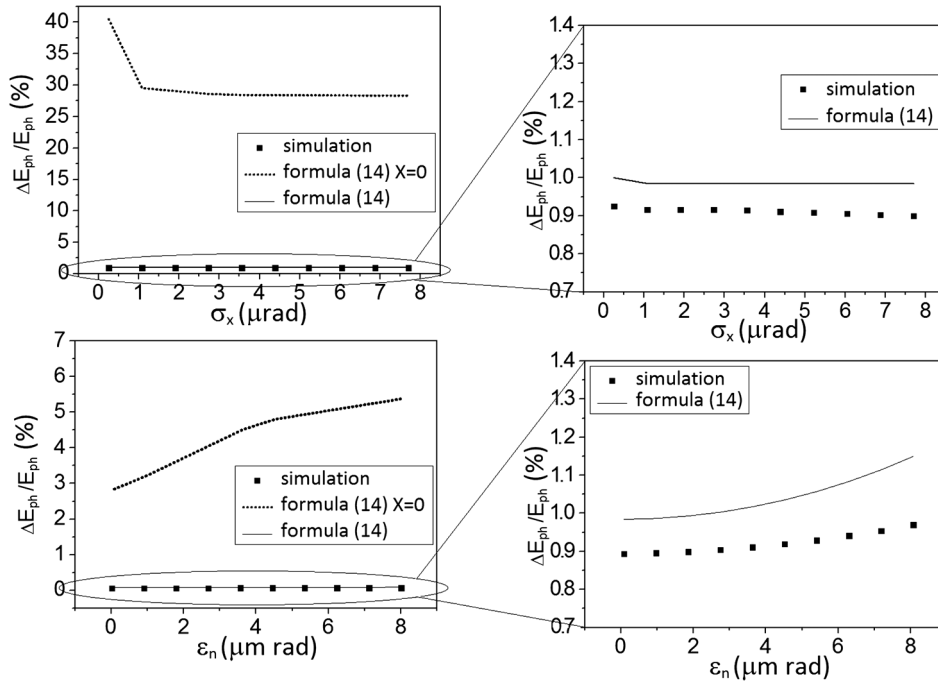 40
35
30
25
20
15
10
5
0
ΔEph/Eph (%)
simulation
formula (14) X=0
formula (14)
0 1 2 3 4 5 6 7 8
σx (μrad)
1.4
1.3
1.2
1.1
1.0
0.9
0.8
0.7
ΔEph/Eph (%)
simulation
formula (14)
0 1 2 3 4 5 6 7 8
σx (μrad)
7
6
5
4
3
2
1
0
ΔEph/Eph (%)
simulation
formula (14) X=0
formula (14)
0 2 4 6 8
εn (μm rad)
1.4
1.3
1.2
1.1
1.0
0.9
0.8
0.7
ΔEph/Eph (%)
simulation
formula (14)
0 1 2 3 4 5 6 7 8
εn (μm rad)